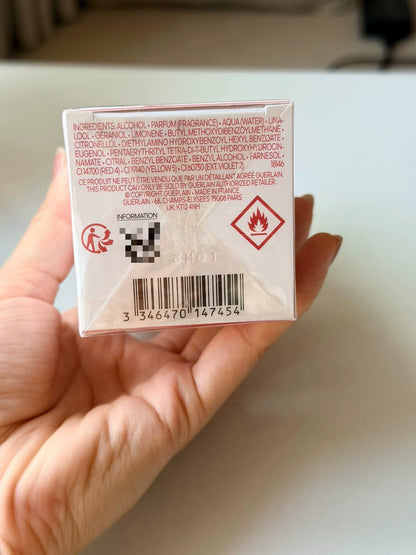 INGREDIENTS: ALCOHOL • PARFUM (FRAGRANCE) • AQUA (WATER) • LINA-
LOOL • GERANIOL • LIMONENE • BUTYL METHOXYDIBENZOYLMETHANE •
CITRONELLOL • DIETHYLAMINO HYDROXYBENZOYL HEXYL BENZOATE •
EUGENOL • PENTAERYTHRITYL TETRA-DI-T-BUTYL HYDROXYHYDROCIN-
NAMATE • CITRAL • BENZYL BENZOATE • BENZYL ALCOHOL • FARNESOL •
CI 14700 (RED 4) • CI 19140 (YELLOW 5) • CI 60730 (EXT. VIOLET 2) 1846
CE PRODUIT NE PEUT ÊTRE VENDU QUE PAR UN DÉTAILLANT AGRÉÉ GUERLAIN.
THIS PRODUCT CAN ONLY BE SOLD BY GUERLAIN AUTHORIZED RETAILER.
© COPYRIGHT GUERLAIN • MADE IN FRANCE.
GUERLAIN • 68, CHAMPS-ELYSÉES 75008 PARIS
UK: KT12 4NH
INFORMATION
3 346470 147454